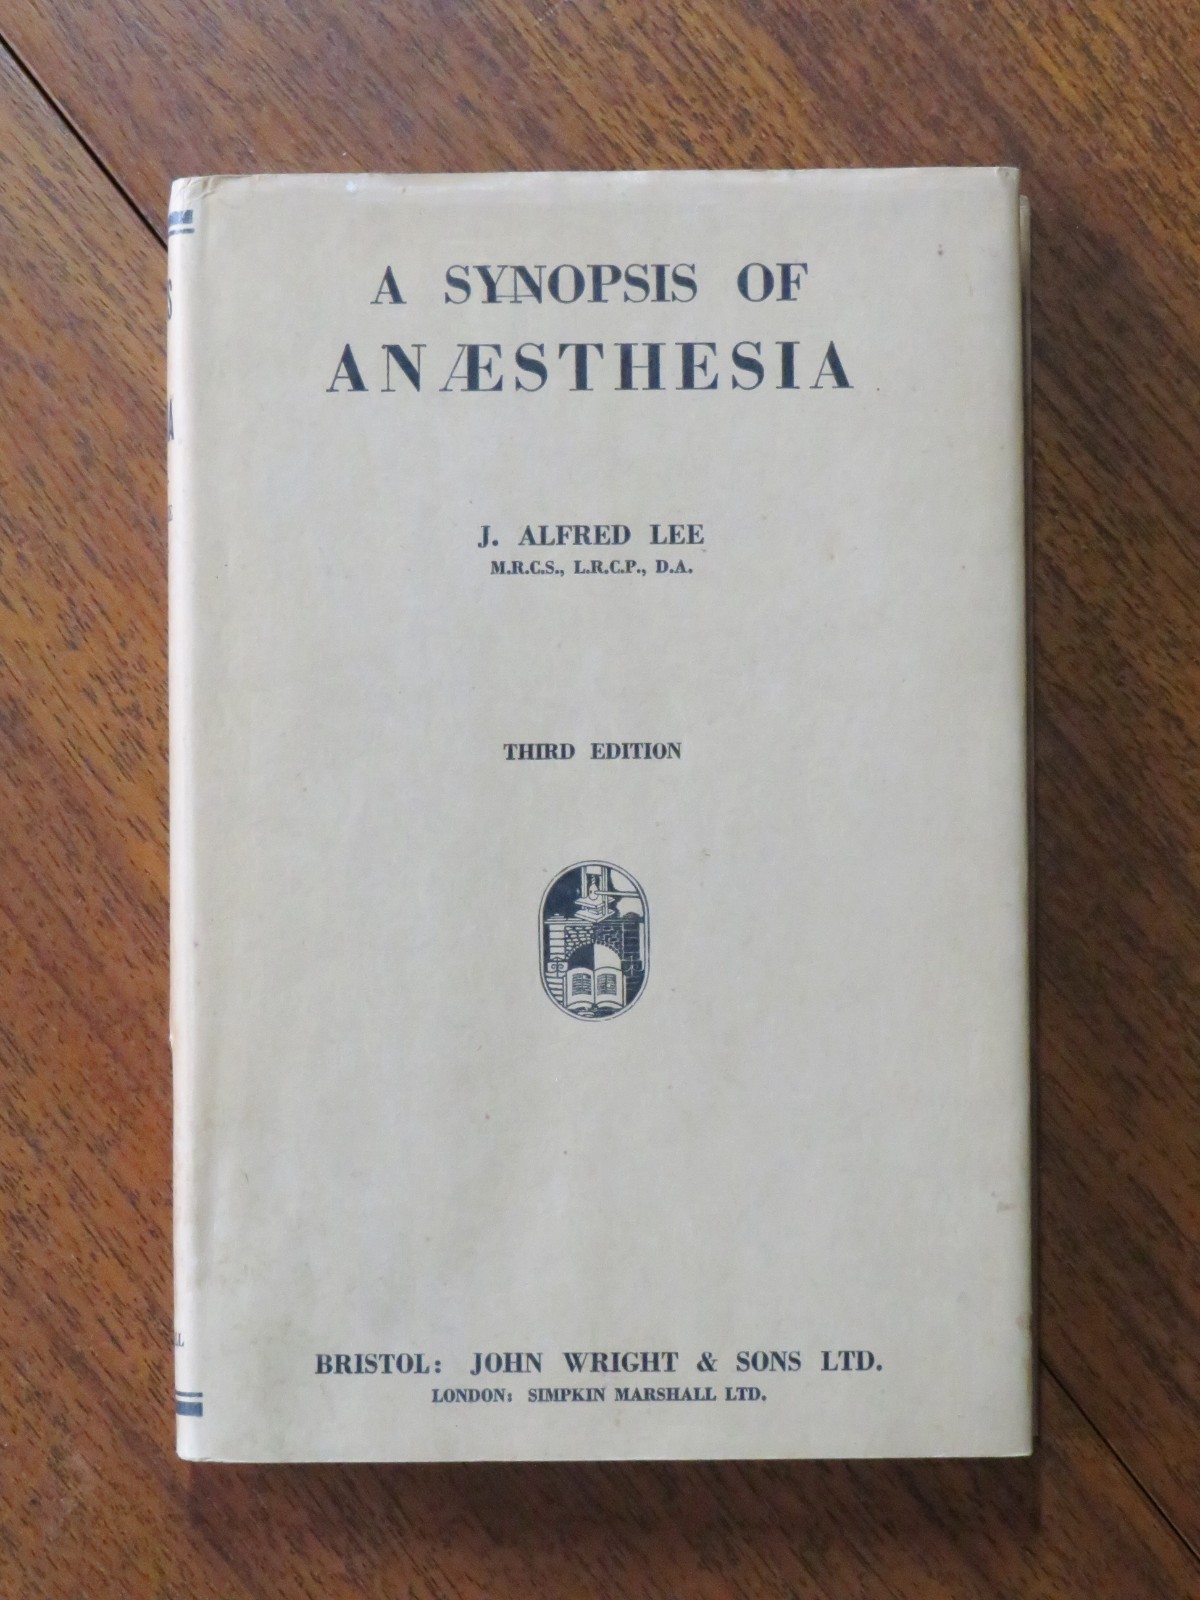 A SYNOPSIS OF
ANÆSTHESIA
J. ALFRED LEE
M.R.C.S., L.R.C.P., D.A.
THIRD EDITION
BRISTOL: JOHN WRIGHT & SONS LTD.
LONDON: SIMPKIN MARSHALL LTD.